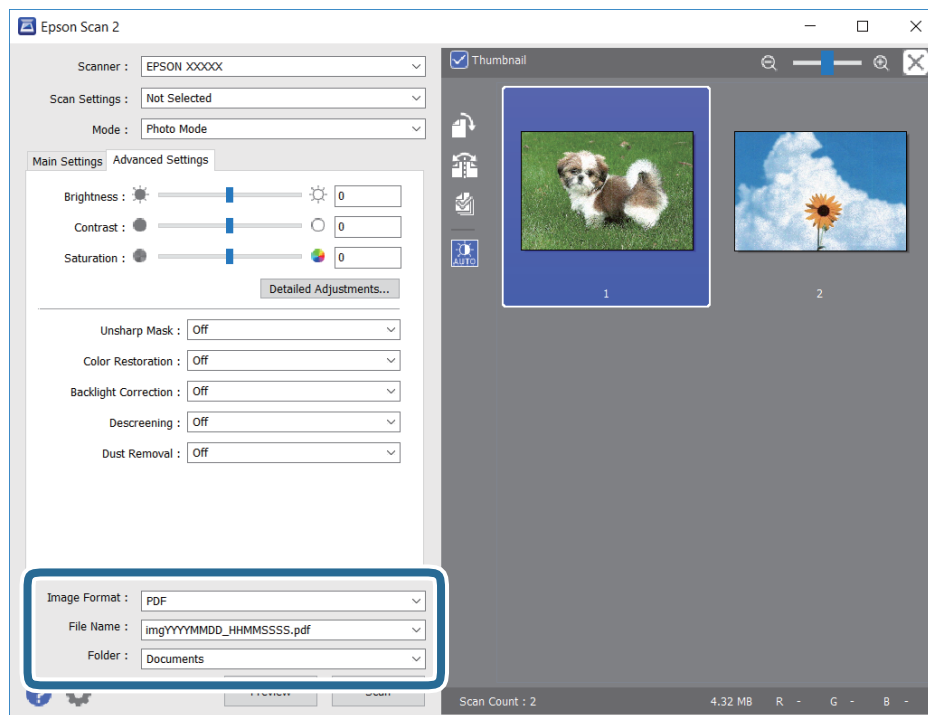 Epson Scan 2
Scanner : EPSON XXXXX
Scan Settings : Not Selected
Mode : Photo Mode
Main Settings Advanced Settings
Brightness : 0
Contrast : 0
Saturation : 0
Detailed Adjustments...
Unsharp Mask : Off
Color Restoration : Off
Backlight Correction : Off
Descreening : Off
Dust Removal : Off
Image Format : PDF
File Name : imgYYYYMMDD_HHMMSSSS.pdf
Folder : Documents
Preview Scan
Thumbnail
AUTO
1 2
Scan Count : 2 4.32 MB R - G - B -